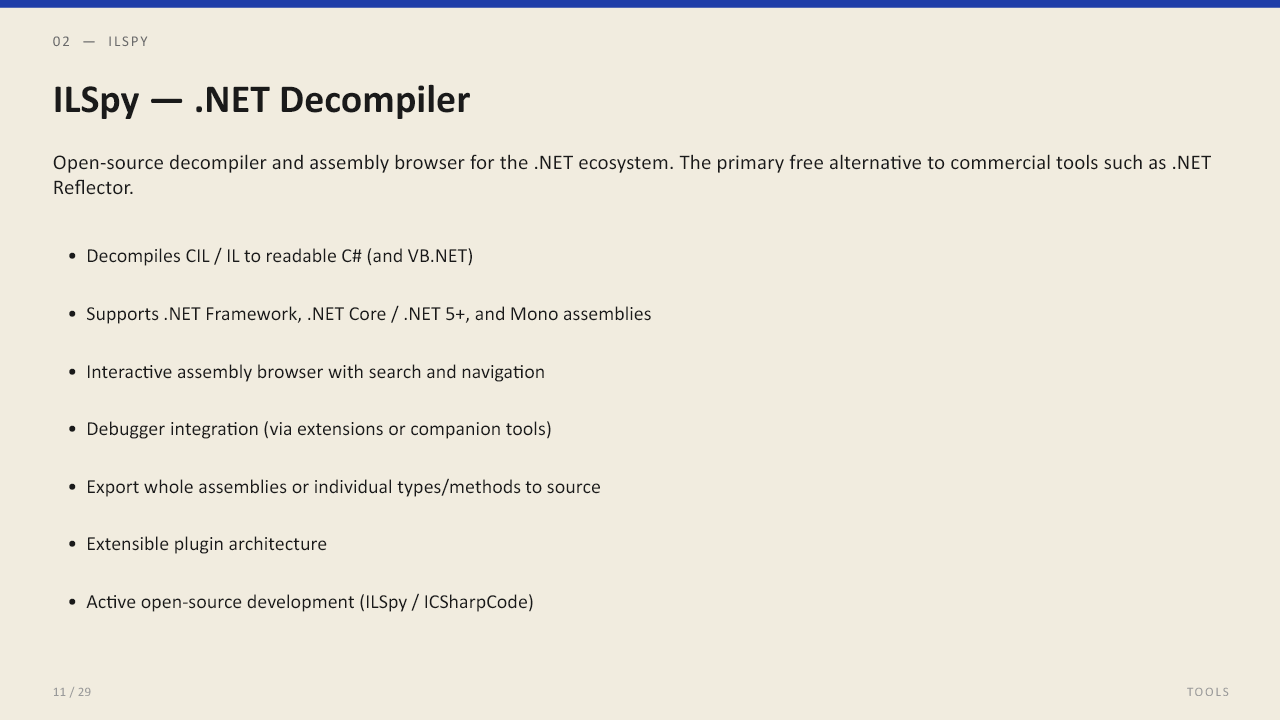 02 — ILSPY
ILSpy — .NET Decompiler
Open-source decompiler and assembly browser for the .NET ecosystem. The primary free alternative to commercial tools such as .NET
Reflector.
• Decompiles CIL / IL to readable C# (and VB.NET)
• Supports .NET Framework, .NET Core / .NET 5+, and Mono assemblies
• Interactive assembly browser with search and navigation
• Debugger integration (via extensions or companion tools)
• Export whole assemblies or individual types/methods to source
• Extensible plugin architecture
• Active open-source development (ILSpy / ICSharpCode)
11 / 29
TOOLS